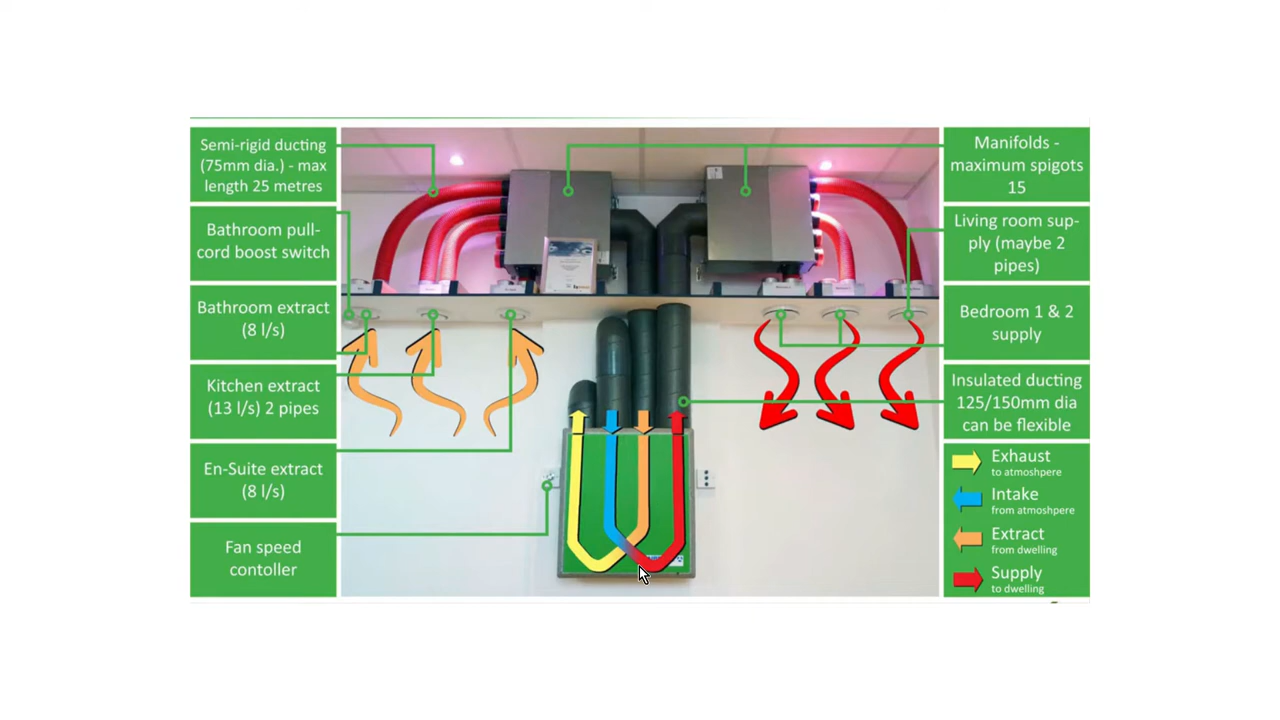 Semi-rigid ducting
(75mm dia.) - max
length 25 metres
Bathroom pull-
cord boost switch
Bathroom extract
(8 l/s)
Kitchen extract
(13 l/s) 2 pipes
En-Suite extract
(8 l/s)
Fan speed
contoller
Manifolds -
maximum spigots
15
Living room sup-
ply (maybe 2
pipes)
Bedroom 1 & 2
supply
Insulated ducting
125/150mm dia
can be flexible
Exhaust
to atmoshpere
Intake
from atmoshpere
Extract
from dwelling
Supply
to dwelling